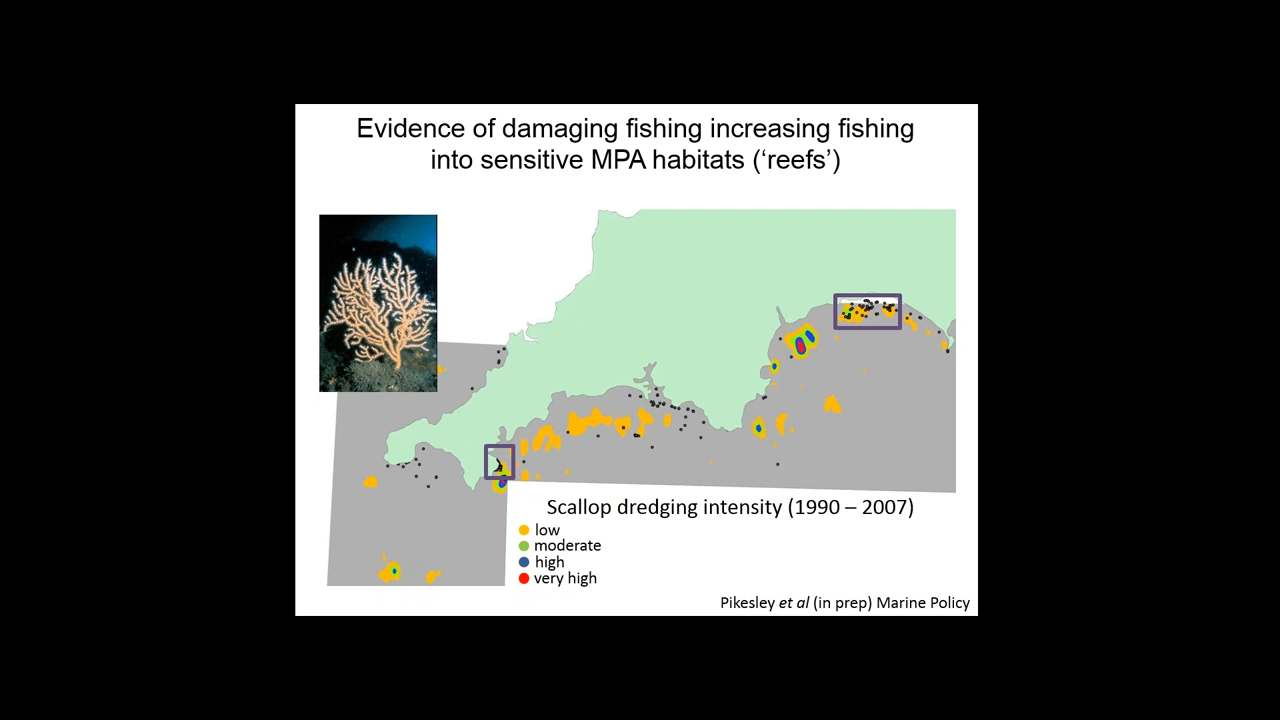 Evidence of damaging fishing increasing fishing
into sensitive MPA habitats (‘reefs’)
Scallop dredging intensity (1990 – 2007)
low
moderate
high
very high
Pikesley et al (in prep) Marine Policy